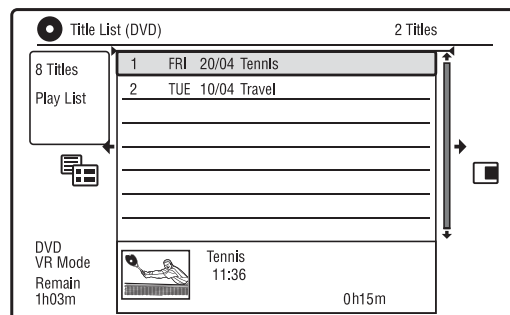 Title List (DVD) 2 Titles
8 Titles
Play List
1 FRI 20/04 Tennis
2 TUE 10/04 Travel
DVD
VR Mode
Remain
1h03m
Tennis
11:36
0h15m